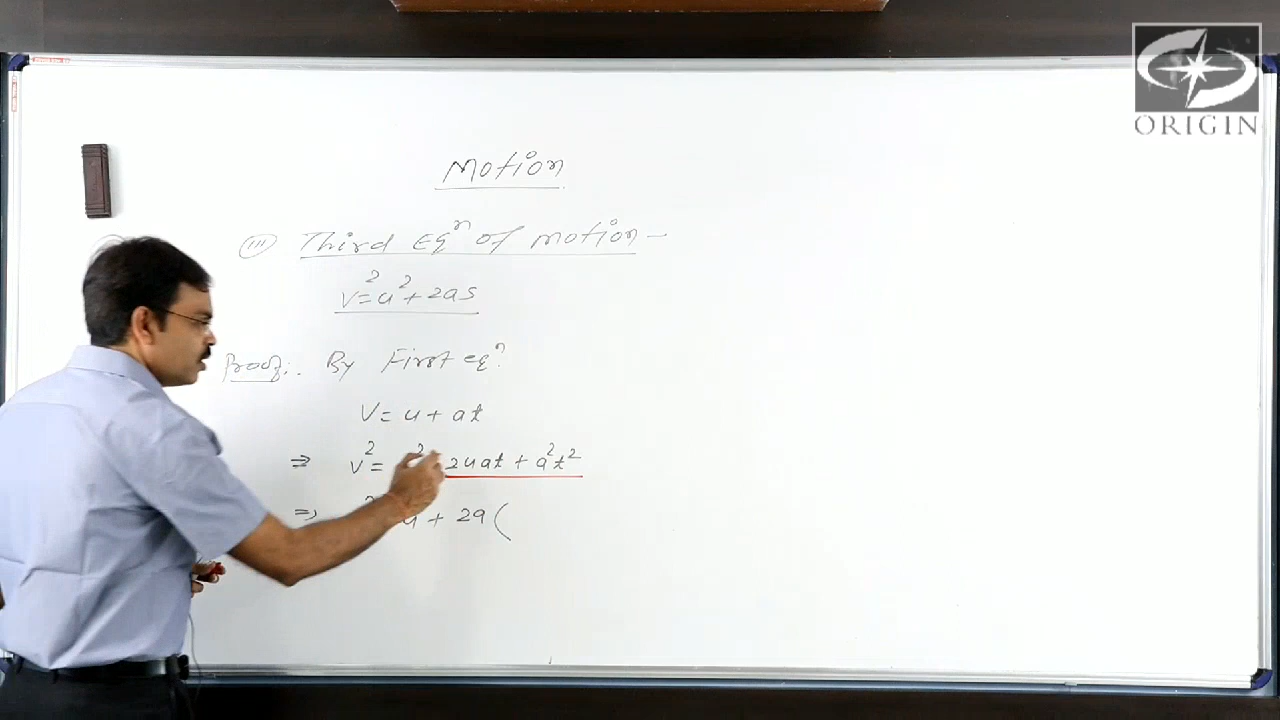 ORIGIN
Motion
(III) Third Eqⁿ of motion -
v² = u² + 2as
Proof:. By First eqⁿ
V = u + at
⇒ v² = ² 2uat + a²t²
⇒ u + 2a (